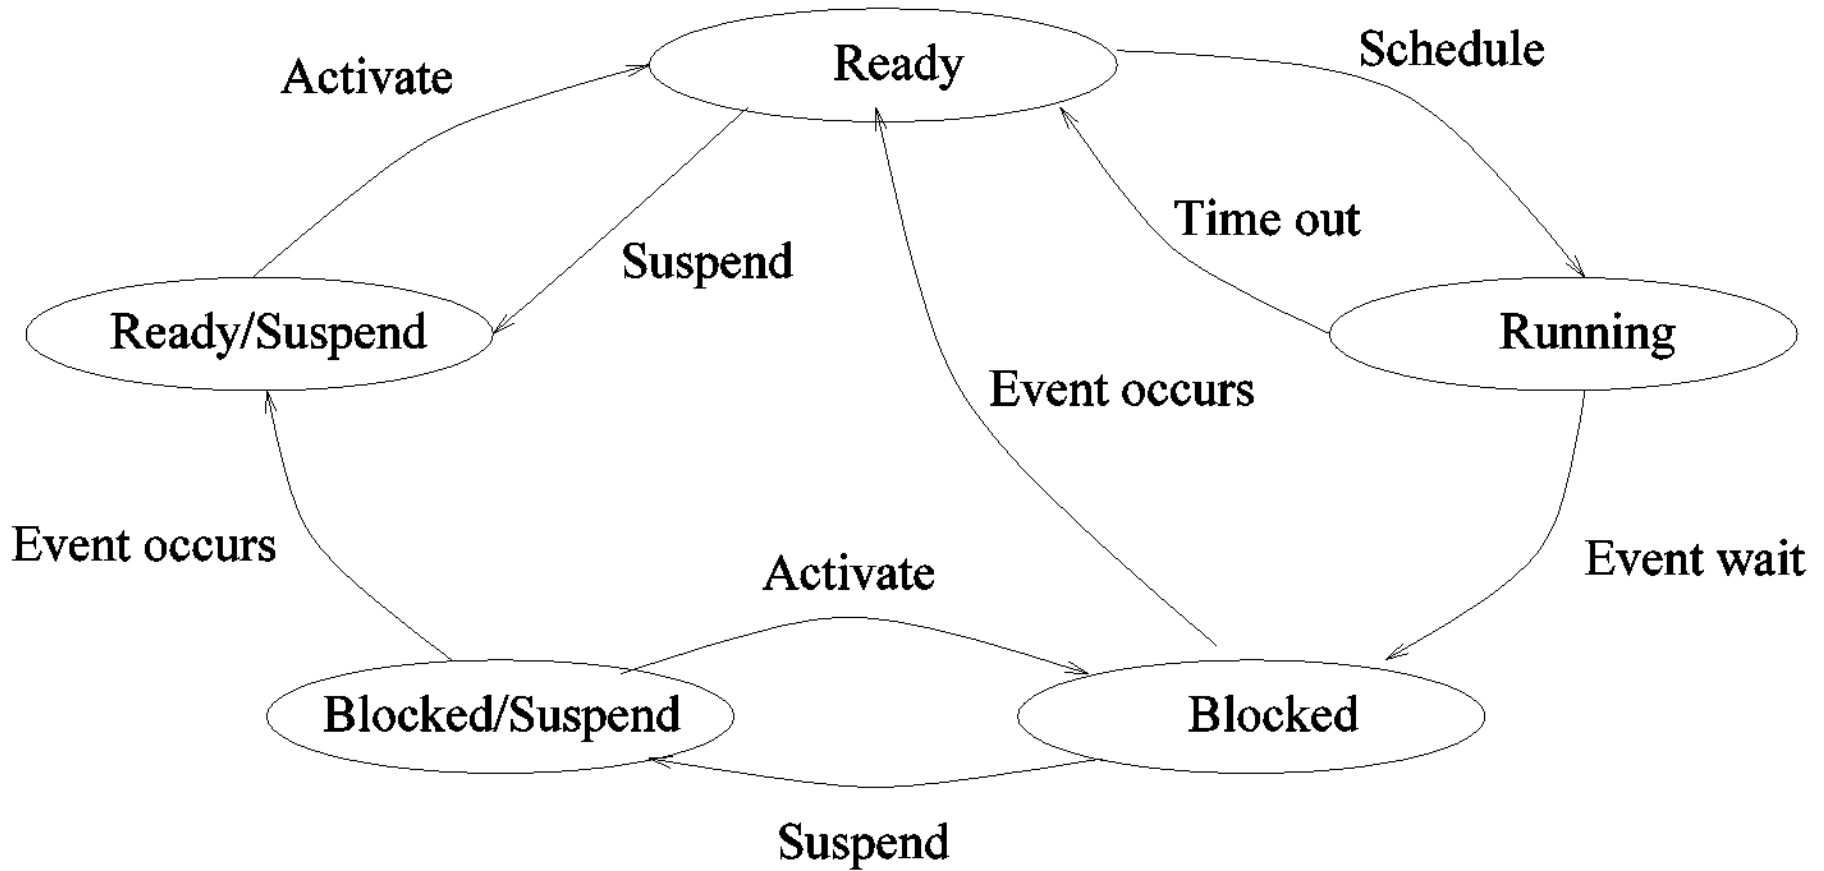 Ready
Schedule
Activate
Time out
Suspend
Ready/Suspend
Running
Event occurs
Event occurs
Event wait
Activate
Blocked/Suspend
Blocked
Suspend